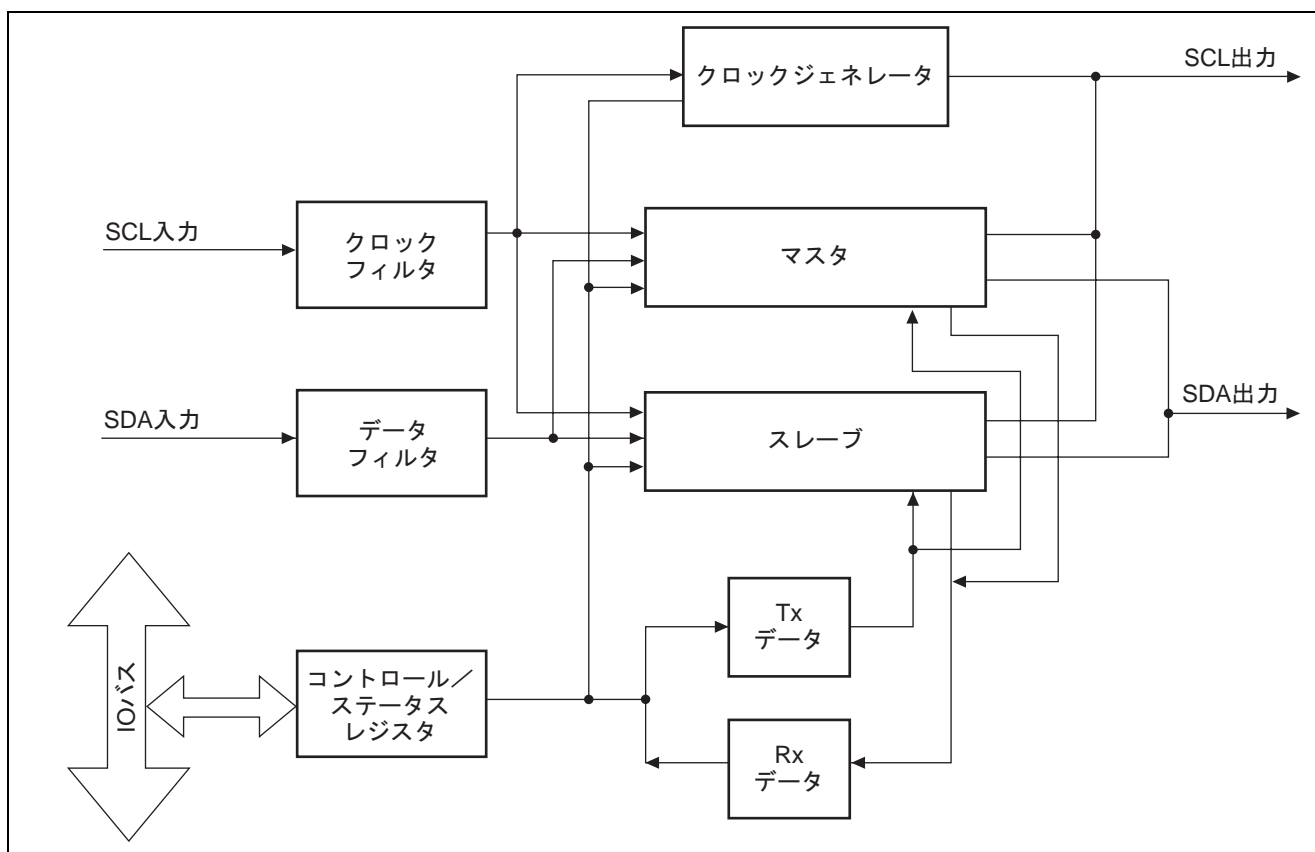 クロックジェネレータ
SCL出力
SCL入力
クロック
フィルタ
マスタ
SDA入力
データ
フィルタ
スレーブ
SDA出力
IOバス
コントロール／
ステータス
レジスタ
Tx
データ
Rx
データ